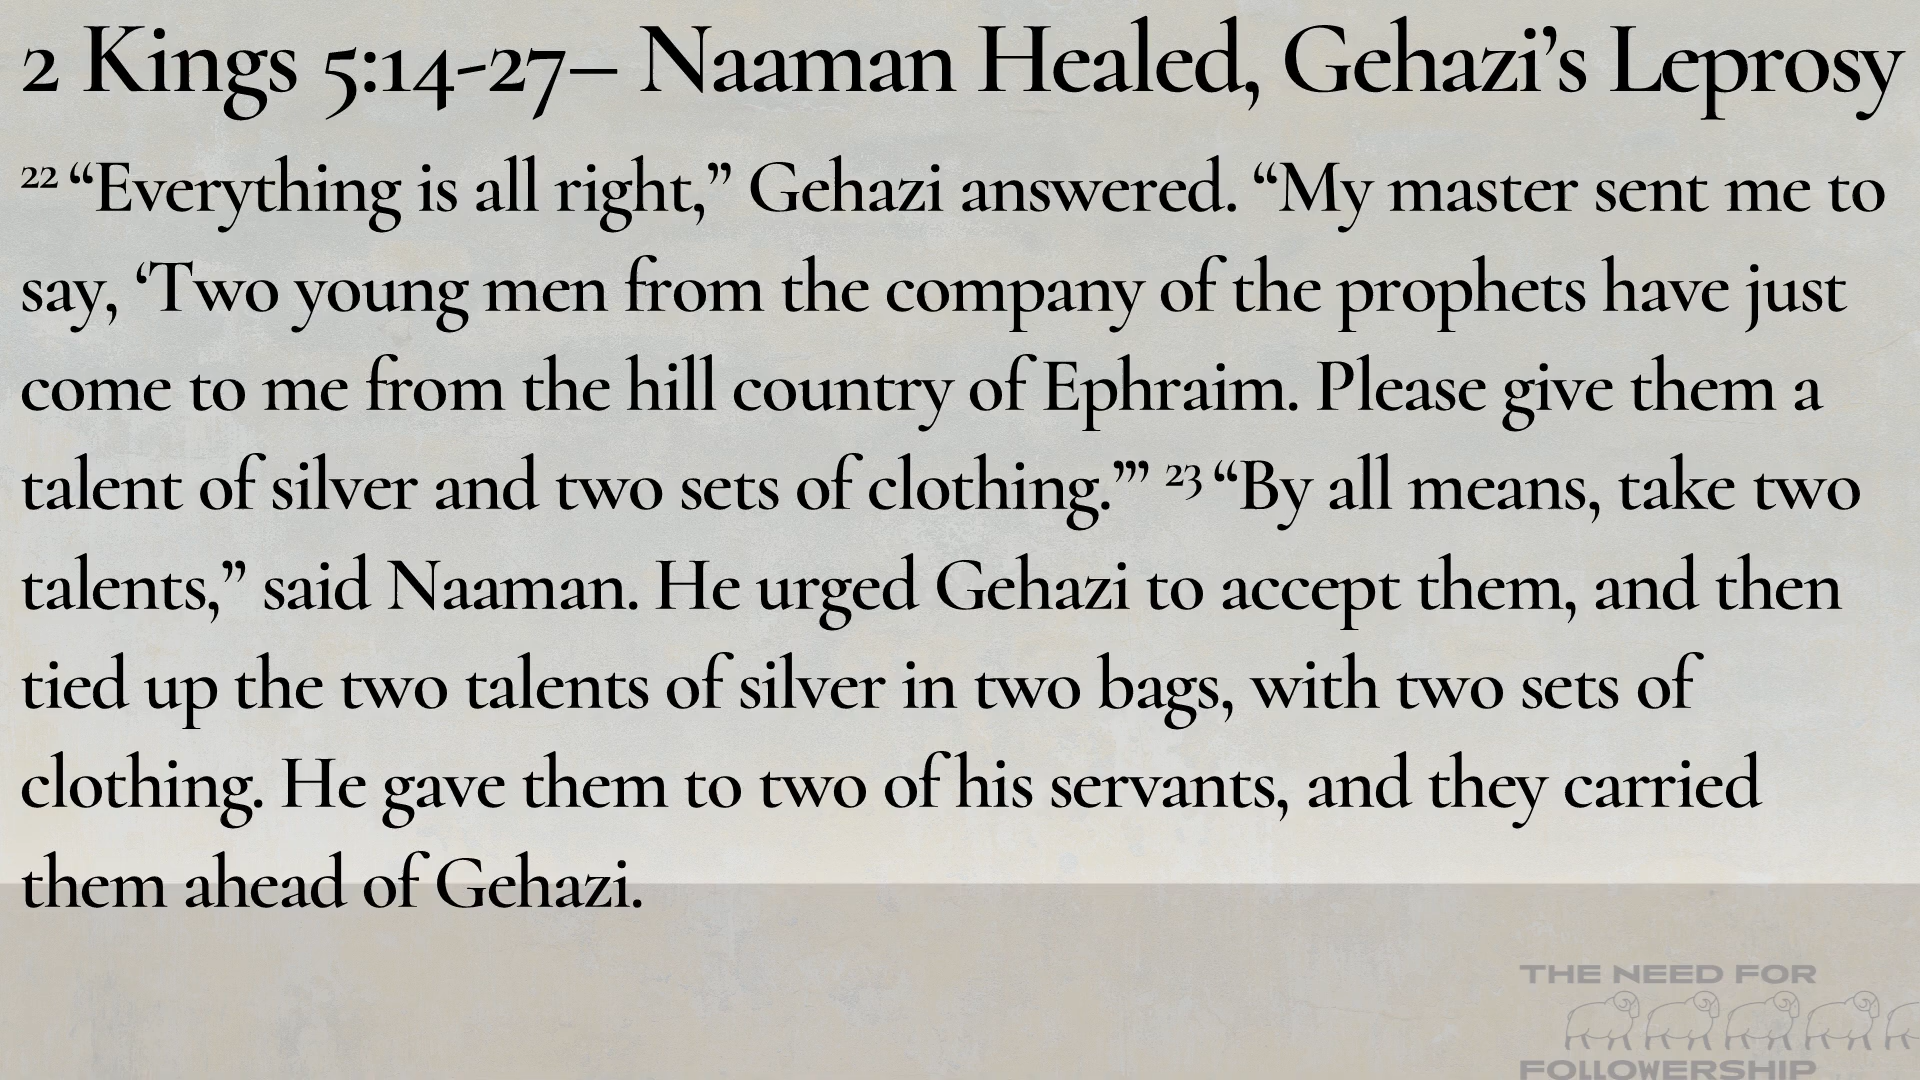 2 Kings 5:14-27– Naaman Healed, Gehazi’s Leprosy
22 “Everything is all right,” Gehazi answered. “My master sent me to
say, ‘Two young men from the company of the prophets have just
come to me from the hill country of Ephraim. Please give them a
talent of silver and two sets of clothing.’” 23 “By all means, take two
talents,” said Naaman. He urged Gehazi to accept them, and then
tied up the two talents of silver in two bags, with two sets of
clothing. He gave them to two of his servants, and they carried
them ahead of Gehazi.
THE NEED FOR
FOLLOWERSHIP